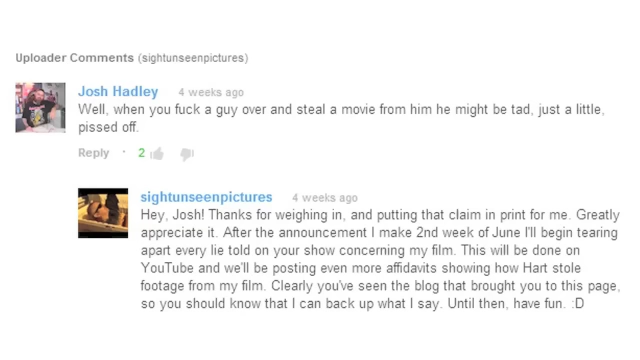 Uploader Comments (sightunseenpictures)
Josh Hadley 4 weeks ago
Well, when you fuck a guy over and steal a movie from him he might be tad, just a little,
pissed off.
Reply · 2
sightunseenpictures 4 weeks ago
Hey, Josh! Thanks for weighing in, and putting that claim in print for me. Greatly
appreciate it. After the announcement I make 2nd week of June I'll begin tearing
apart every lie told on your show concerning my film. This will be done on
YouTube and we'll be posting even more affidavits showing how Hart stole
footage from my film. Clearly you've seen the blog that brought you to this page,
so you should know that I can back up what I say. Until then, have fun. :D